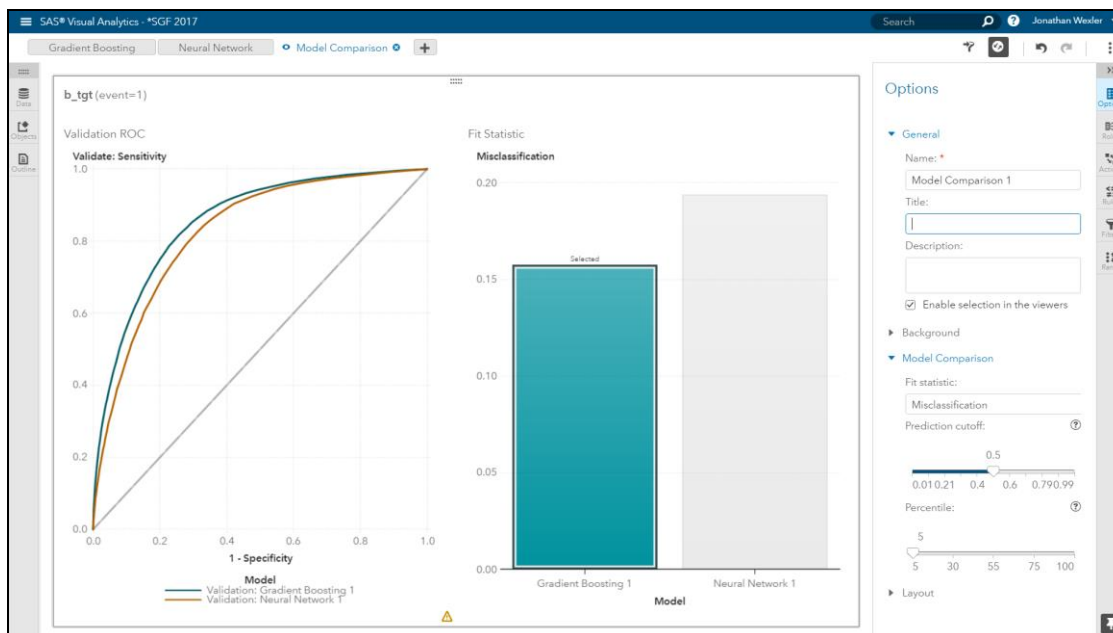 SAS® Visual Analytics - *SGF 2017
Search
Jonathan Wexler
Gradient Boosting
Neural Network
Model Comparison
Data
Objects
Outline
b_tgt (event=1)
Validation ROC
Validate: Sensitivity
1.0
0.8
0.6
0.4
0.2
0.0
0.0 0.2 0.4 0.6 0.8 1.0
1 - Specificity
Model
Validation: Gradient Boosting 1
Validation: Neural Network 1
Fit Statistic
Misclassification
0.20
0.15
0.10
0.05
0.00
Selected
Gradient Boosting 1 Neural Network 1
Model
Options
General
Name: *
Model Comparison 1
Title:
Description:
Enable selection in the viewers
Background
Model Comparison
Fit statistic:
Misclassification
Prediction cutoff:
0.5
0.01 0.21 0.4 0.6 0.79 0.99
Percentile:
5
5 30 55 75 100
Layout